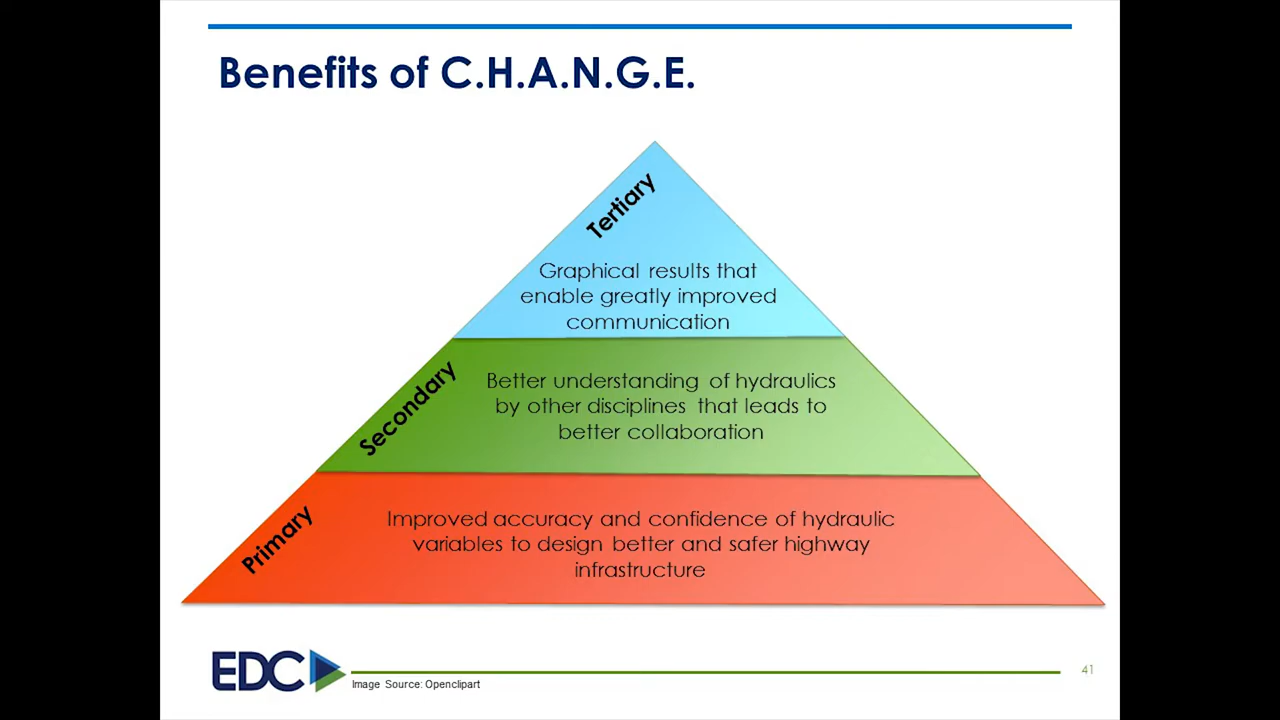 Benefits of C.H.A.N.G.E.
Tertiary
Graphical results that
enable greatly improved
communication
Secondary
Better understanding of hydraulics
by other disciplines that leads to
better collaboration
Primary
Improved accuracy and confidence of hydraulic
variables to design better and safer highway
infrastructure
EDC
Image Source: Openclipart
41